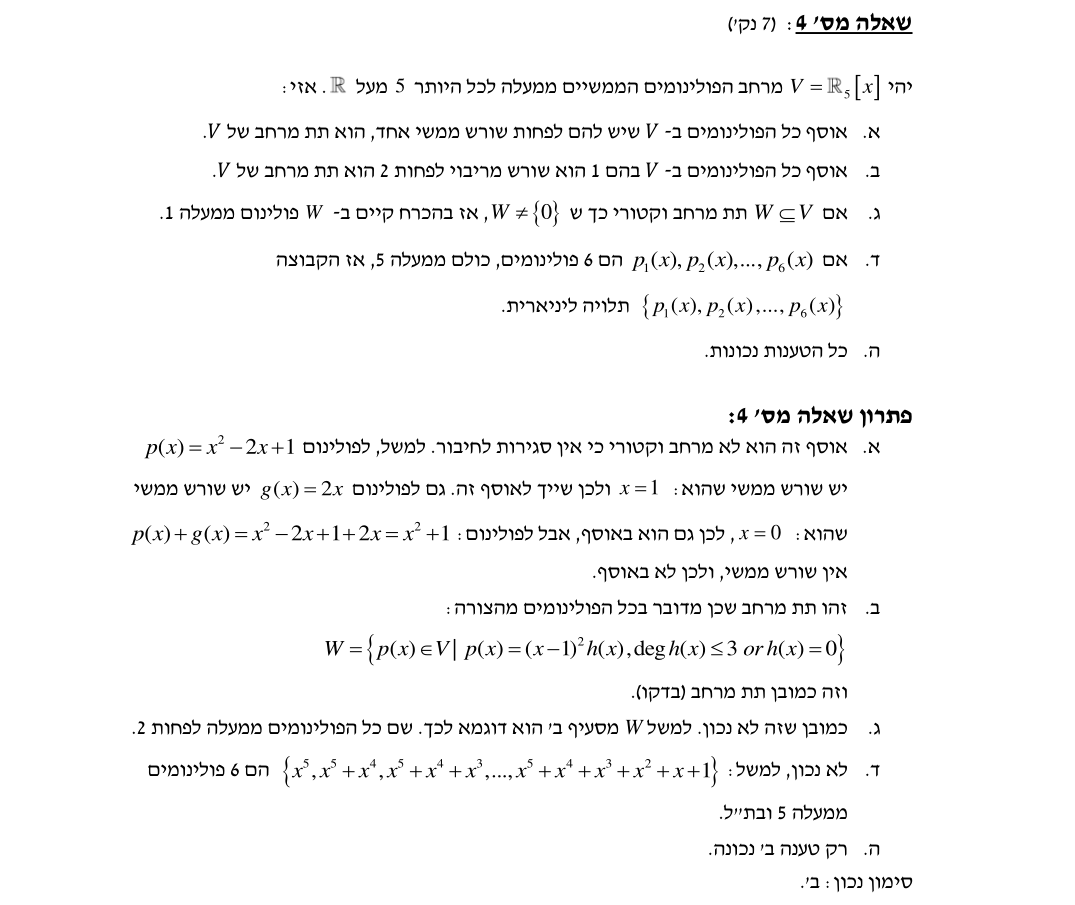 שאלה מס׳ 4: (7 נק׳)
יהי V = ℝ₅[x] מרחב הפולינומים הממשיים ממעלה לכל היותר 5 מעל ℝ. אזי:
א. אוסף כל הפולינומים ב- V שיש להם לפחות שורש ממשי אחד, הוא תת מרחב של V.
ב. אוסף כל הפולינומים ב- V בהם 1 הוא שורש מריבוי לפחות 2 הוא תת מרחב של V.
ג. אם W ⊆ V תת מרחב וקטורי כך ש W ≠ {0}, אז בהכרח קיים ב- W פולינום ממעלה 1.
ד. אם p₁(x), p₂(x),..., p₆(x) הם 6 פולינומים, כולם ממעלה 5, אז הקבוצה
{p₁(x), p₂(x),..., p₆(x)} תלויה ליניארית.
ה. כל הטענות נכונות.
פתרון שאלה מס׳ 4:
א. אוסף זה הוא לא מרחב וקטורי כי אין סגירות לחיבור. למשל, לפולינום p(x) = x² − 2x + 1
יש שורש ממשי שהוא: x = 1 ולכן שייך לאוסף זה. גם לפולינום g(x) = 2x יש שורש ממשי
שהוא: x = 0, לכן גם הוא באוסף, אבל לפולינום: p(x) + g(x) = x² − 2x + 1 + 2x = x² + 1
אין שורש ממשי, ולכן לא באוסף.
ב. זהו תת מרחב שכן מדובר בכל הפולינומים מהצורה:
W = {p(x) ∈ V | p(x) = (x−1)² h(x), deg h(x) ≤ 3 or h(x) = 0}
וזה כמובן תת מרחב (בדקו).
ג. כמובן שזה לא נכון. למשל W מסעיף ב׳ הוא דוגמא לכך. שם כל הפולינומים ממעלה לפחות 2.
ד. לא נכון, למשל: {x⁵, x⁵ + x⁴, x⁵ + x⁴ + x³,..., x⁵ + x⁴ + x³ + x² + x + 1} הם 6 פולינומים
ממעלה 5 ובת״ל.
ה. רק טענה ב׳ נכונה.
סימון נכון: ב׳.